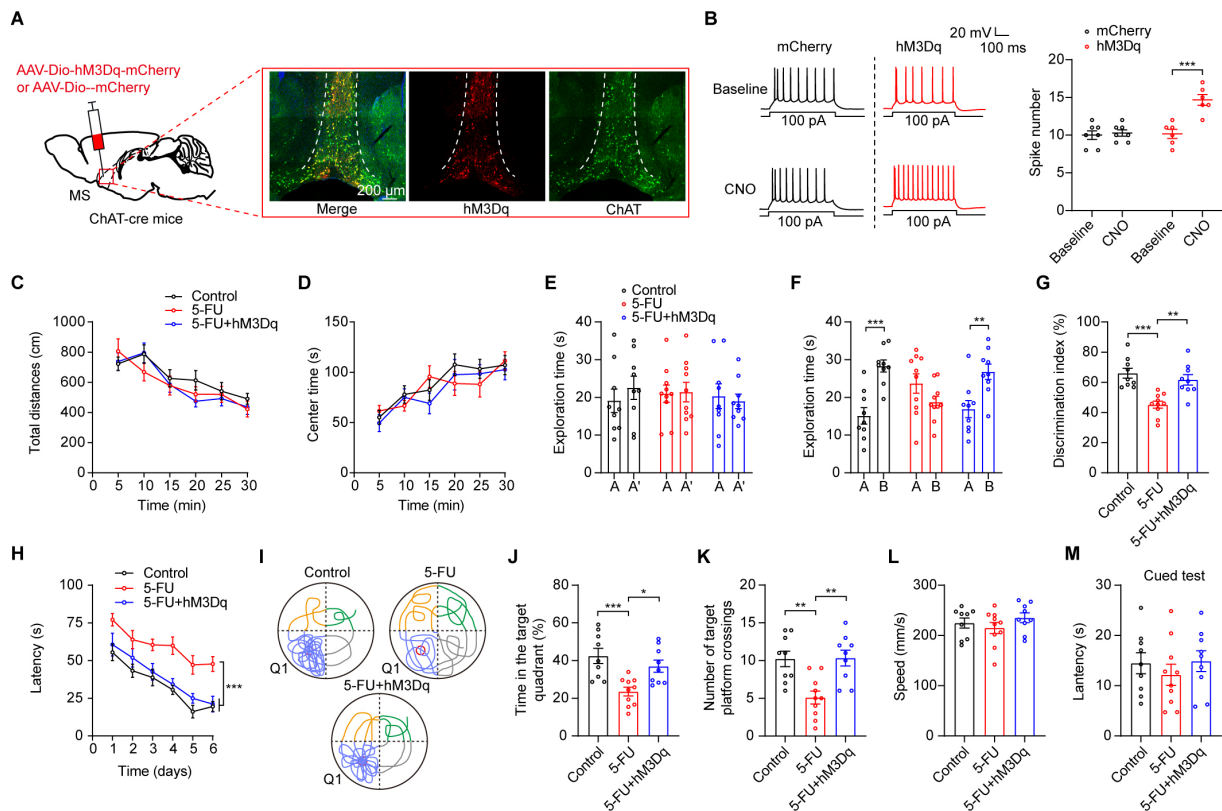 A
AAV-Dio-hM3Dq-mCherry
or AAV-Dio--mCherry
MS
ChAT-cre mice
200 μm
Merge
hM3Dq
ChAT
B
mCherry
hM3Dq
20 mV
100 ms
Baseline
100 pA
100 pA
CNO
100 pA
100 pA
mCherry
hM3Dq
***
Spike number
20
15
10
5
0
Baseline
CNO
Baseline
CNO
C
Control
5-FU
5-FU+hM3Dq
Total distances (cm)
1000
800
600
400
200
0
0 5 10 15 20 25 30
Time (min)
D
Center time (s)
150
100
50
0
0 5 10 15 20 25 30
Time (min)
E
Control
5-FU
5-FU+hM3Dq
Exploration time (s)
40
30
20
10
0
A A' A A' A A'
F
Exploration time (s)
40
30
20
10
0
*** **
A B A B A B
G
Discrimination index (%)
100
80
60
40
20
0
*** **
Control
5-FU
5-FU+hM3Dq
H
Control
5-FU
5-FU+hM3Dq
Latency (s)
100
75
50
25
0
***
0 1 2 3 4 5 6
Time (days)
I
Control
5-FU
Q1
Q1
5-FU+hM3Dq
Q1
J
Time in the target
quadrant (%)
80
60
40
20
0
*** *
Control
5-FU
5-FU+hM3Dq
K
Number of target
platform crossings
20
15
10
5
0
** **
Control
5-FU
5-FU+hM3Dq
L
Speed (mm/s)
400
300
200
100
0
Control
5-FU
5-FU+hM3Dq
M
Cued test
Lantency (s)
30
20
10
0
Control
5-FU
5-FU+hM3Dq